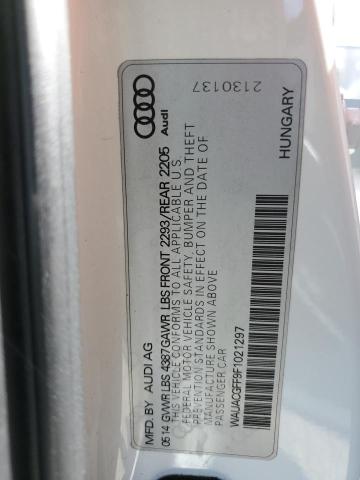 Audi
2130137
MFD. BY AUDI AG
05 14 GVWR LBS 4387 GAWR LBS FRONT 2293/REAR 2205
THIS VEHICLE CONFORMS TO ALL APPLICABLE U.S.
FEDERAL MOTOR VEHICLE SAFETY, BUMPER AND THEFT
PREVENTION STANDARDS IN EFFECT ON THE DATE OF
MANUFACTURE SHOWN ABOVE
PASSENGER CAR
WAUACGFF9F1021297
HUNGARY